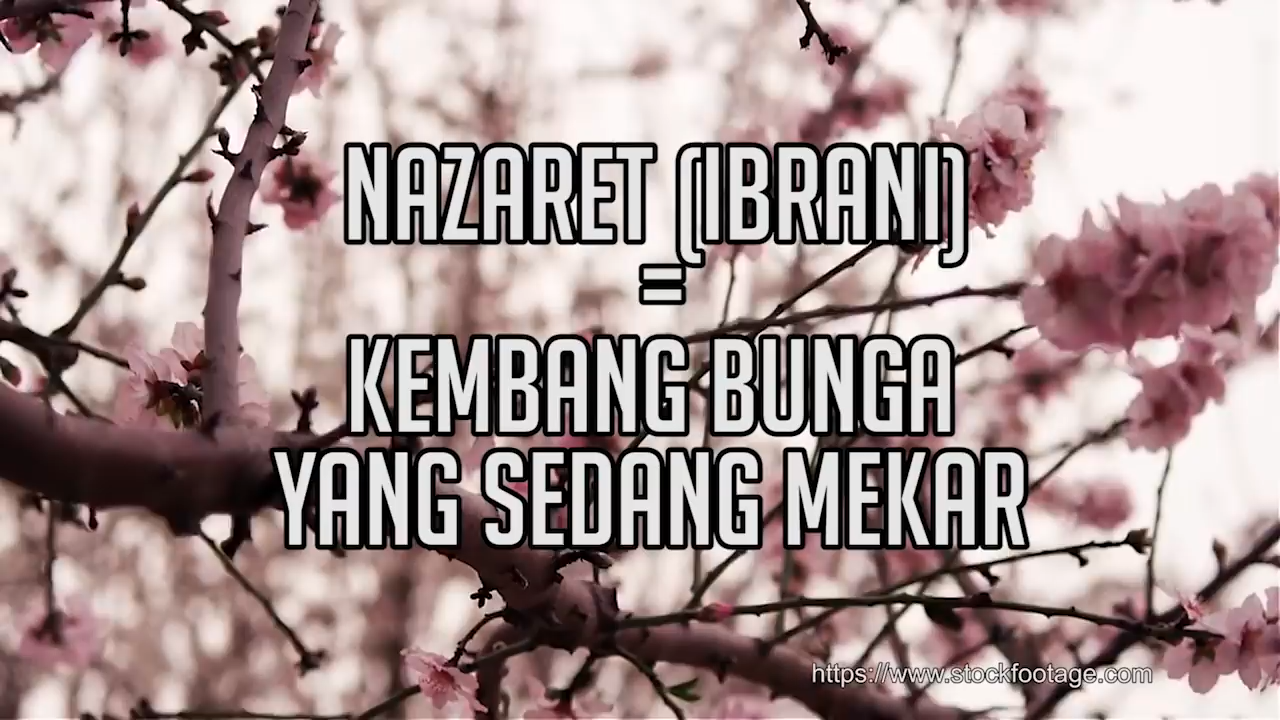 NAZARET (IBRANI)
=
KEMBANG BUNGA
YANG SEDANG MEKAR
https://www.stockfootage.com